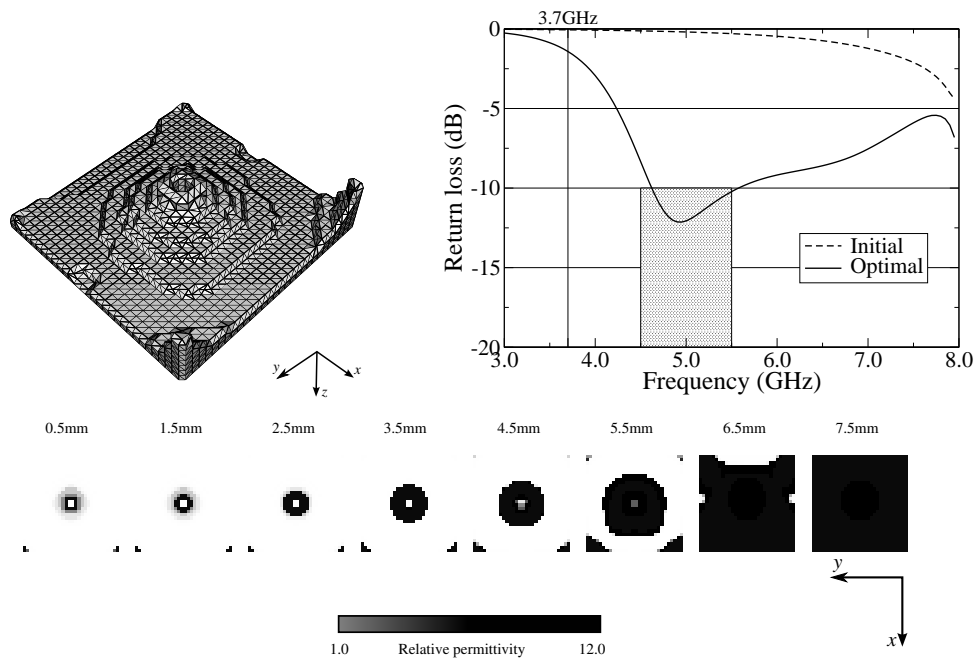 3.7GHz
0
-5
-10
-15
-20
Return loss (dB)
Initial
Optimal
3.0 4.0 5.0 6.0 7.0 8.0
Frequency (GHz)
y x
z
0.5mm 1.5mm 2.5mm 3.5mm 4.5mm 5.5mm 6.5mm 7.5mm
y
x
1.0 Relative permittivity 12.0